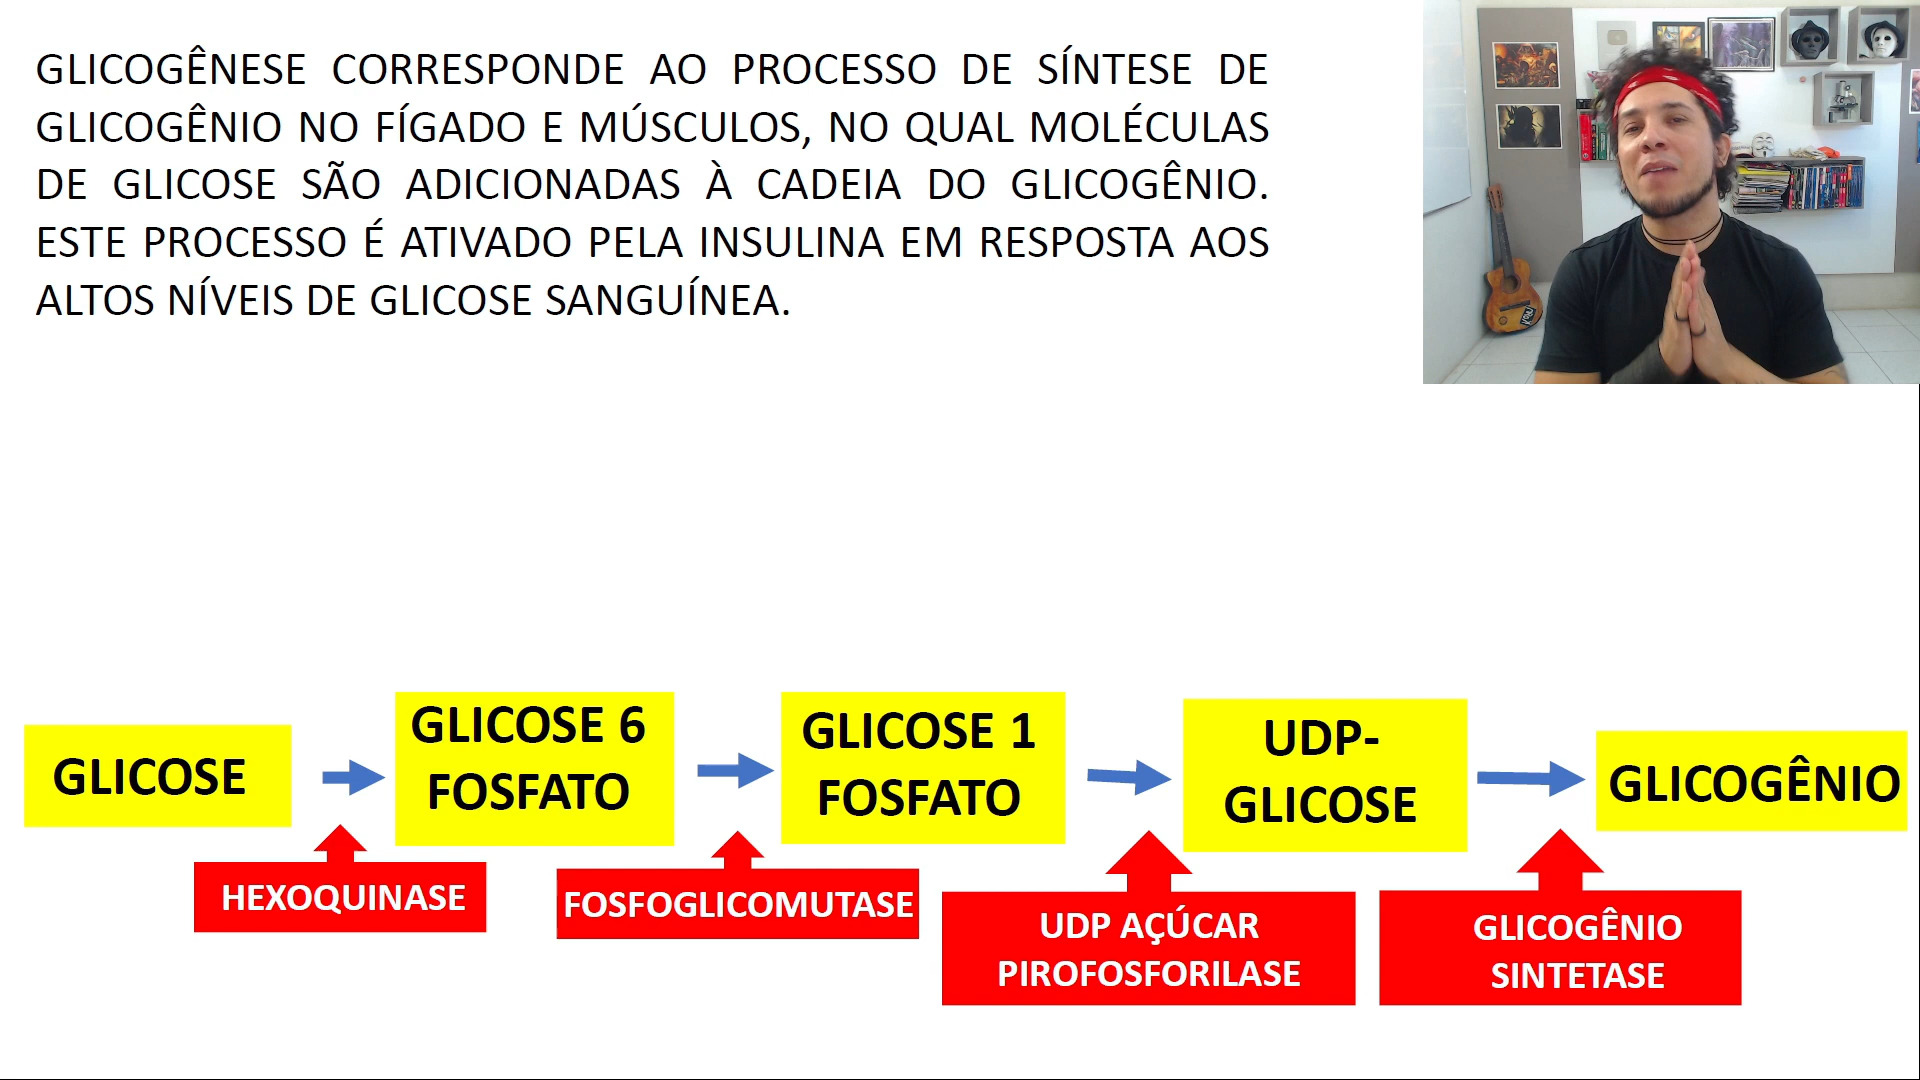 GLICOGÊNESE CORRESPONDE AO PROCESSO DE SÍNTESE DE
GLICOGÊNIO NO FÍGADO E MÚSCULOS, NO QUAL MOLÉCULAS
DE GLICOSE SÃO ADICIONADAS À CADEIA DO GLICOGÊNIO.
ESTE PROCESSO É ATIVADO PELA INSULINA EM RESPOSTA AOS
ALTOS NÍVEIS DE GLICOSE SANGUÍNEA.
GLICOSE
GLICOSE 6
FOSFATO
GLICOSE 1
FOSFATO
UDP-
GLICOSE
GLICOGÊNIO
HEXOQUINASE
FOSFOGLICOMUTASE
UDP AÇÚCAR
PIROFOSFORILASE
GLICOGÊNIO
SINTETASE